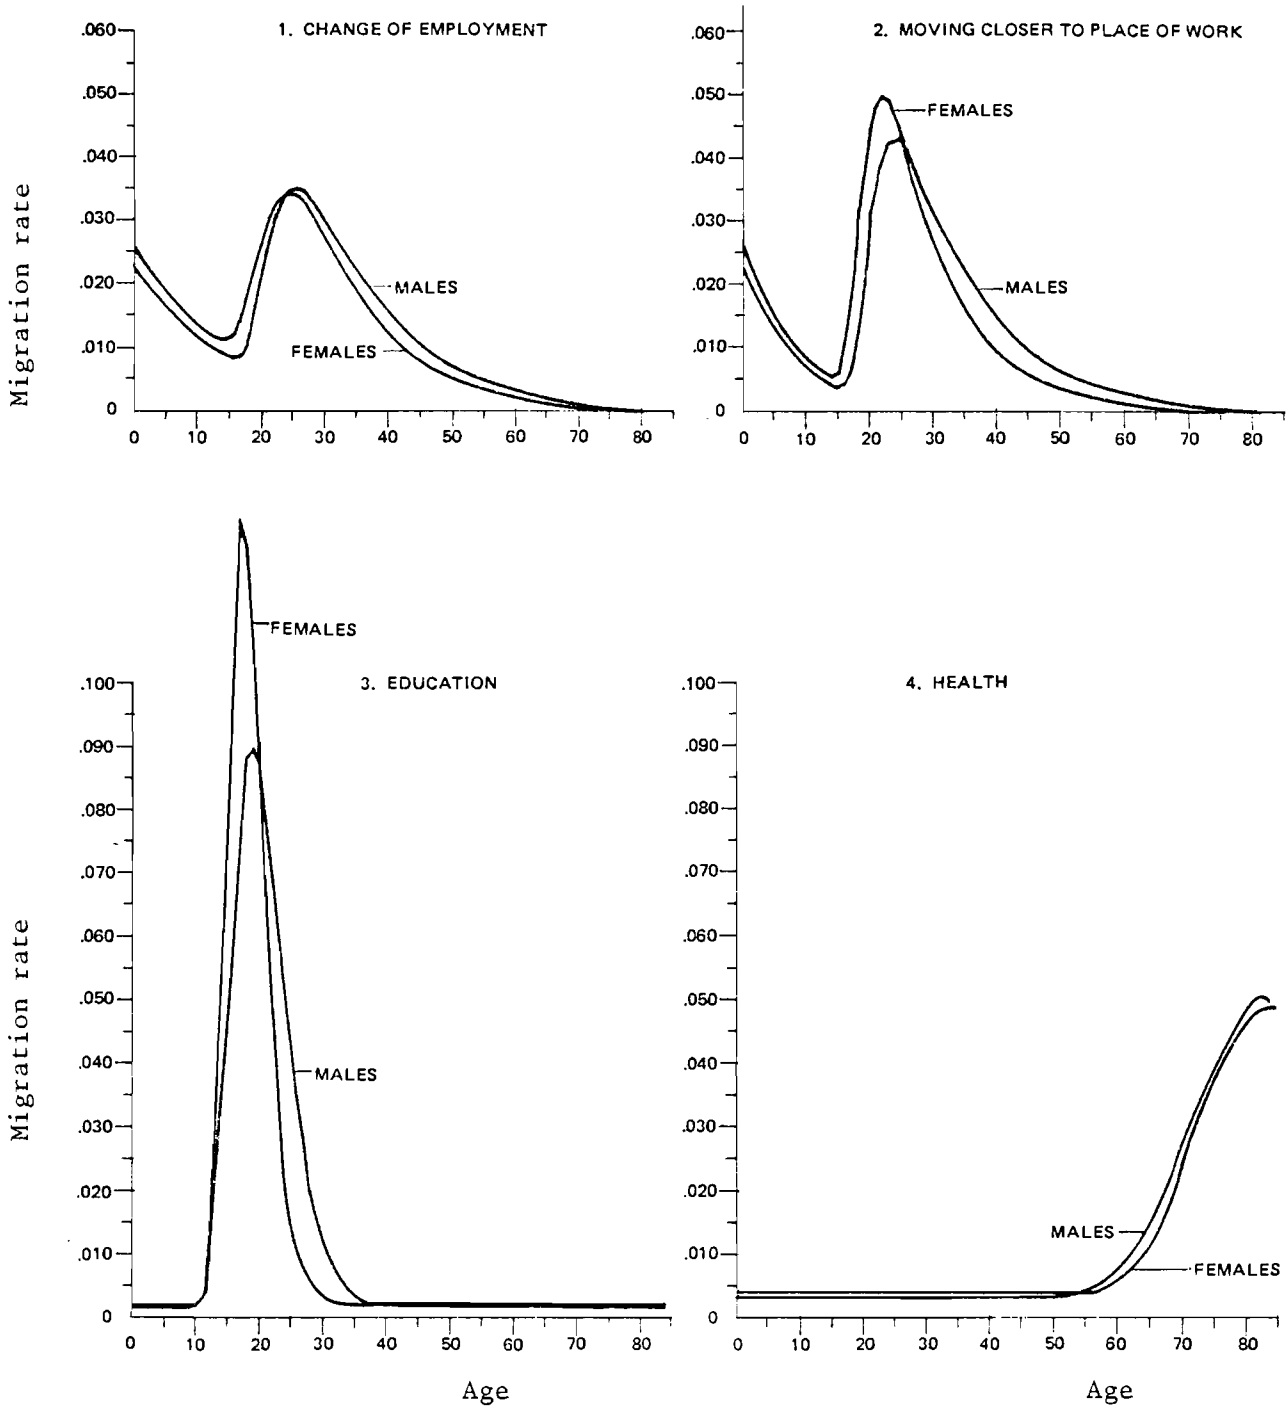 1. CHANGE OF EMPLOYMENT
.060
.050
.040
.030
.020
.010
0
0 10 20 30 40 50 60 70 80
MALES
FEMALES
Migration rate
2. MOVING CLOSER TO PLACE OF WORK
.060
.050
.040
.030
.020
.010
0
0 10 20 30 40 50 60 70 80
FEMALES
MALES
3. EDUCATION
.100
.090
.080
.070
.060
.050
.040
.030
.020
.010
0
0 10 20 30 40 50 60 70 80
FEMALES
MALES
Migration rate
Age
4. HEALTH
.100
.090
.080
.070
.060
.050
.040
.030
.020
.010
0
0 10 20 30 40 50 60 70 80
MALES
FEMALES
Age